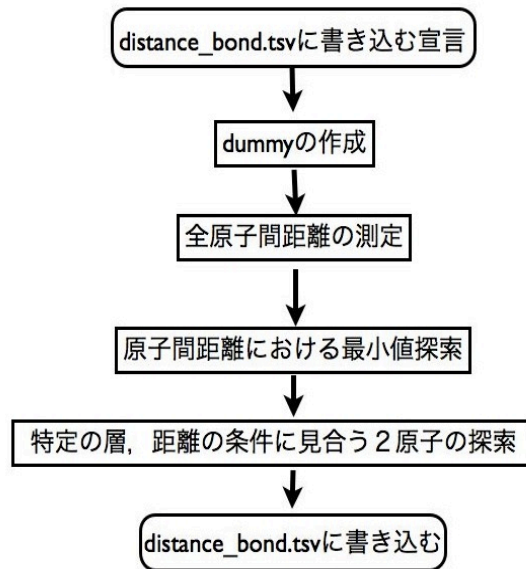 distance_bond.tsvに書き込む宣言
dummyの作成
全原子間距離の測定
原子間距離における最小値探索
特定の層，距離の条件に見合う２原子の探索
distance_bond.tsvに書き込む